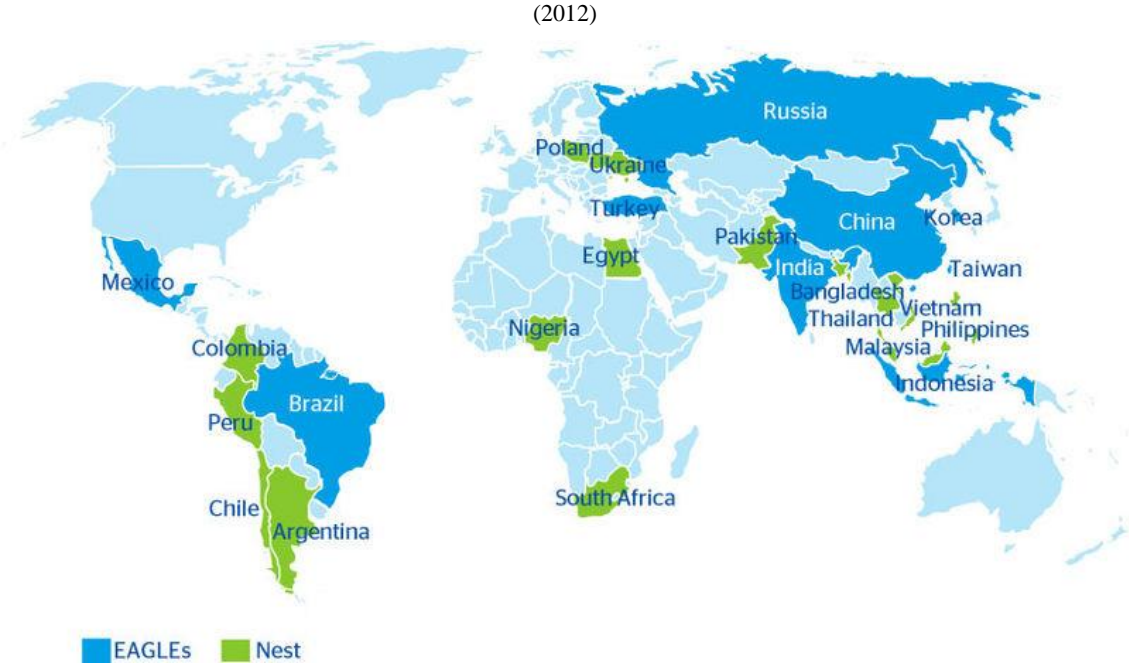 (2012)
Russia
Poland
Ukraine
Turkey
China
Korea
Pakistan
Egypt
India
Taiwan
Mexico
Bangladesh
Vietnam
Thailand
Nigeria
Philippines
Colombia
Malaysia
Indonesia
Brazil
Peru
South Africa
Chile
Argentina
EAGLEs Nest